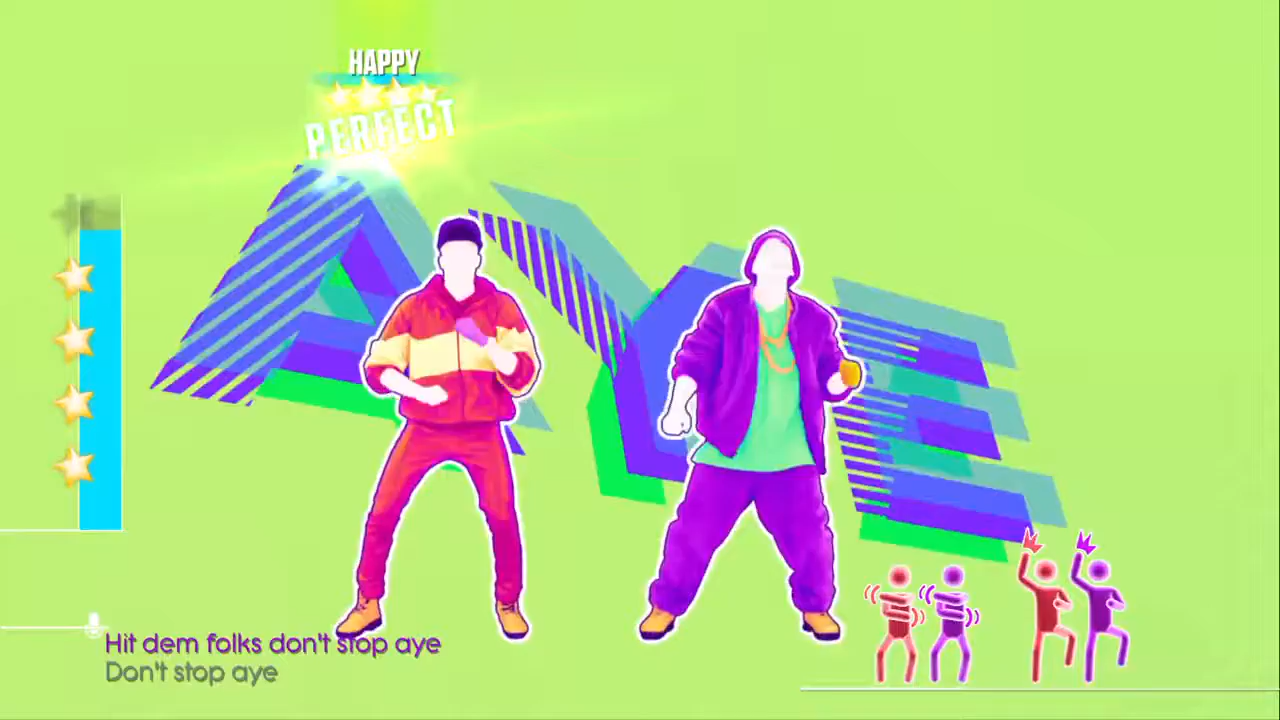 HAPPY
PERFECT
AYE
Hit dem folks don't stop aye
Don't stop aye